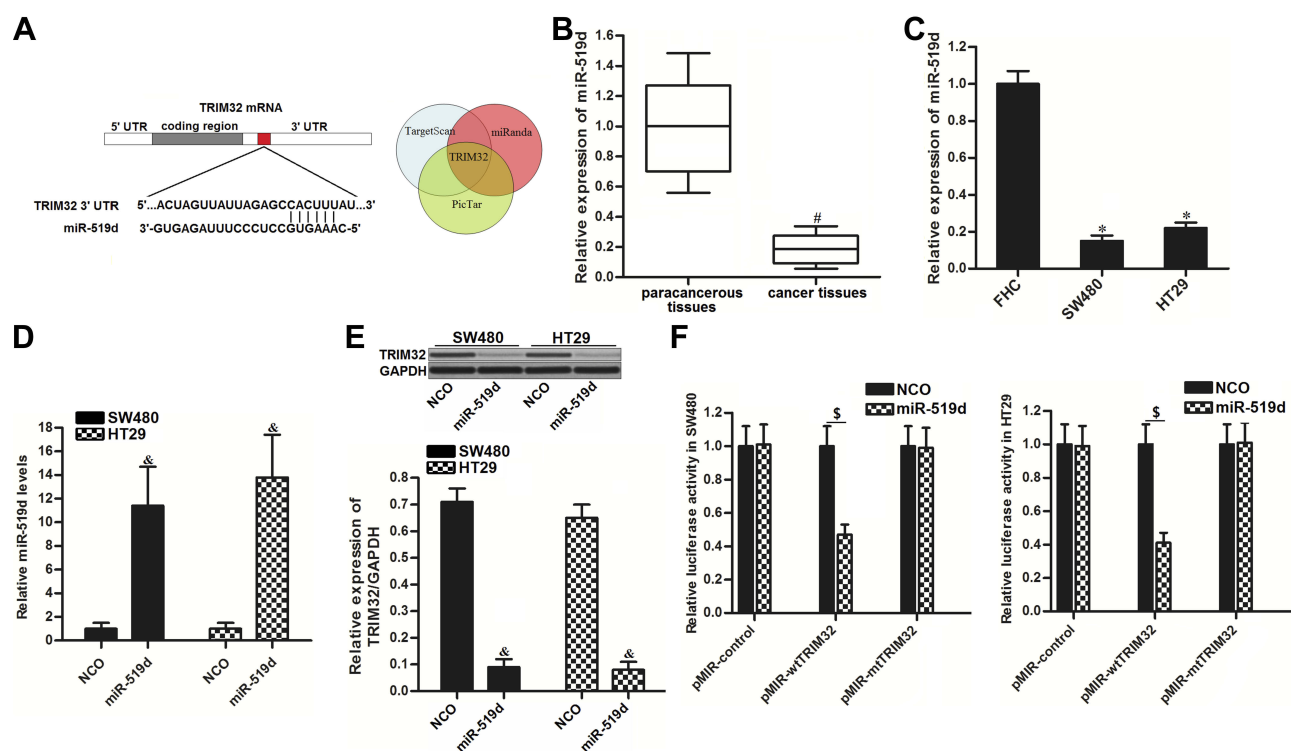 A
TRIM32 mRNA
5' UTR coding region 3' UTR
TRIM32 3' UTR 5'...ACUAGUUAUUAGAGCCACUUUAU...3'
miR-519d 3'-GUGAGAUUUCCCUCCGUGAAAC-5'
TargetScan miRanda
TRIM32
PicTar
B
Relative expression of miR-519d
1.6
1.4
1.2
1.0
0.8
0.6
0.4
0.2
0.0
#
paracancerous tissues
cancer tissues
C
Relative expression of miR-519d
1.2
1.0
0.8
0.6
0.4
0.2
0.0
* *
FHC SW480 HT29
D
SW480
HT29
Relative miR-519d levels
18
16
14
12
10
8
6
4
2
0
& &
NCO miR-519d NCO miR-519d
E
SW480 HT29
TRIM32
GAPDH
NCO miR-519d NCO miR-519d
SW480
HT29
Relative expression of
TRIM32/GAPDH
0.8
0.7
0.6
0.5
0.4
0.3
0.2
0.1
0.0
& &
NCO miR-519d NCO miR-519d
F
NCO
miR-519d
Relative luciferase activity in SW480
1.2
1.0
0.8
0.6
0.4
0.2
0.0
$
pMIR-control pMIR-wtTRIM32 pMIR-mtTRIM32
NCO
miR-519d
Relative luciferase activity in HT29
1.2
1.0
0.8
0.6
0.4
0.2
0.0
$
pMIR-control pMIR-wtTRIM32 pMIR-mtTRIM32